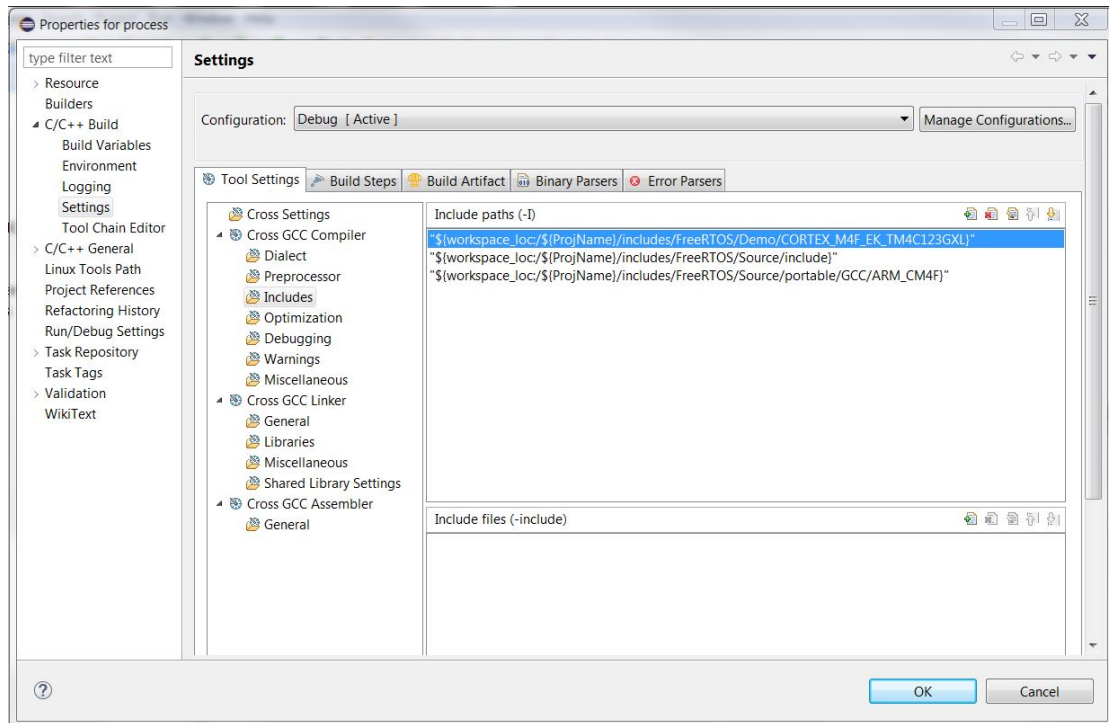 Properties for process
type filter text
Resource
Builders
C/C++ Build
Build Variables
Environment
Logging
Settings
Tool Chain Editor
C/C++ General
Linux Tools Path
Project References
Refactoring History
Run/Debug Settings
Task Repository
Task Tags
Validation
WikiText
Settings
Configuration: Debug [ Active ] Manage Configurations...
Tool Settings Build Steps Build Artifact Binary Parsers Error Parsers
Cross Settings
Cross GCC Compiler
Dialect
Preprocessor
Includes
Optimization
Debugging
Warnings
Miscellaneous
Cross GCC Linker
General
Libraries
Miscellaneous
Shared Library Settings
Cross GCC Assembler
General
Include paths (-I)
"${workspace_loc:/${ProjName}/includes/FreeRTOS/Demo/CORTEX_M4F_EK_TM4C123GXL}"
"${workspace_loc:/${ProjName}/includes/FreeRTOS/Source/include}"
"${workspace_loc:/${ProjName}/includes/FreeRTOS/Source/portable/GCC/ARM_CM4F}"
Include files (-include)
OK Cancel